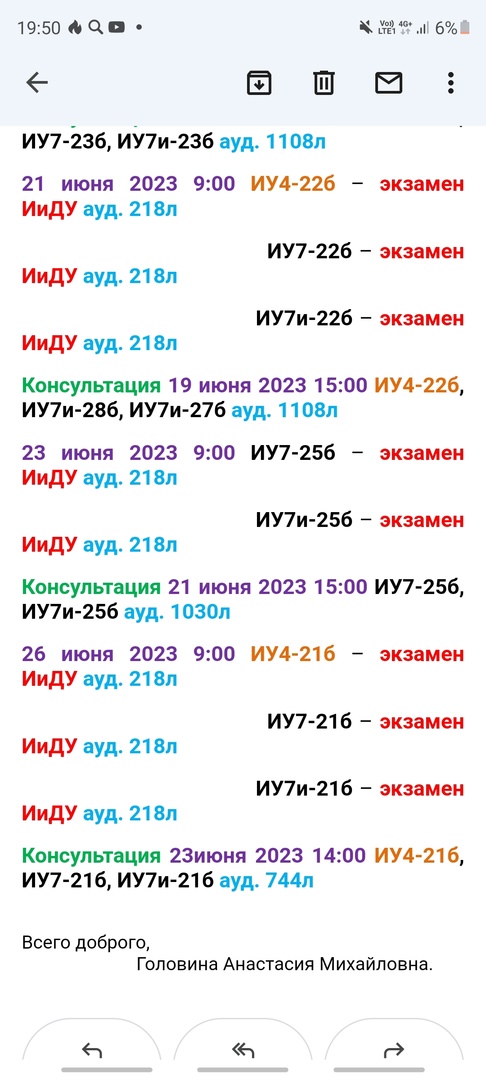 19:50 Vo)) LTE1 4G+ 6%
ИУ7-23б, ИУ7и-23б ауд. 1108л
21 июня 2023 9:00 ИУ4-22б – экзамен
ИиДУ ауд. 218л
ИУ7-22б – экзамен
ИиДУ ауд. 218л
ИУ7и-22б – экзамен
ИиДУ ауд. 218л
Консультация 19 июня 2023 15:00 ИУ4-22б,
ИУ7и-28б, ИУ7и-27б ауд. 1108л
23 июня 2023 9:00 ИУ7-25б – экзамен
ИиДУ ауд. 218л
ИУ7и-25б – экзамен
ИиДУ ауд. 218л
Консультация 21 июня 2023 15:00 ИУ7-25б,
ИУ7и-25б ауд. 1030л
26 июня 2023 9:00 ИУ4-21б – экзамен
ИиДУ ауд. 218л
ИУ7-21б – экзамен
ИиДУ ауд. 218л
ИУ7и-21б – экзамен
ИиДУ ауд. 218л
Консультация 23июня 2023 14:00 ИУ4-21б,
ИУ7-21б, ИУ7и-21б ауд. 744л
Всего доброго,
Головина Анастасия Михайловна.